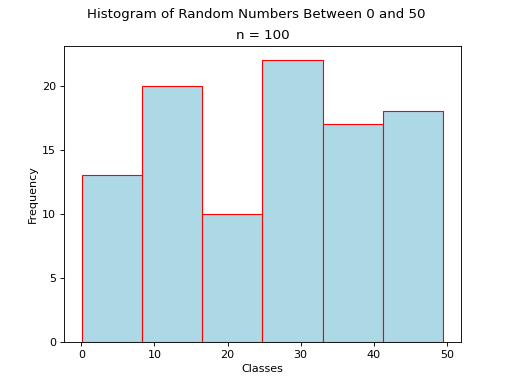 Histogram of Random Numbers Between 0 and 50
n = 100
20
15
10
5
0
Frequency
0 10 20 30 40 50
Classes